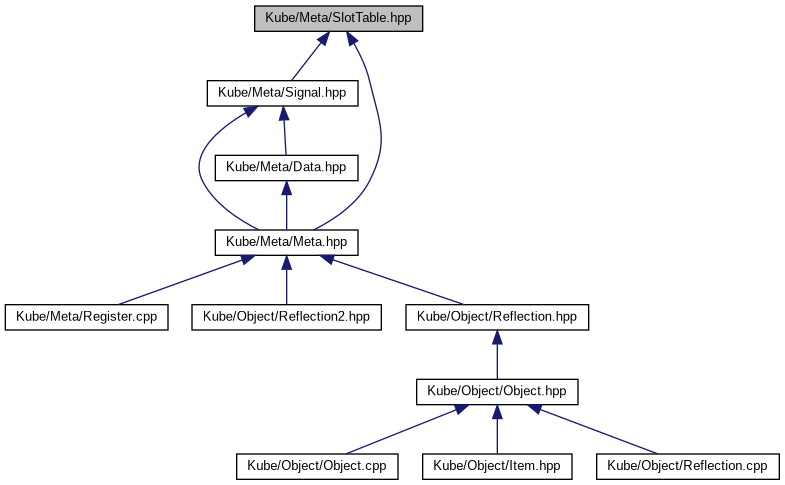 Kube/Meta/SlotTable.hpp
Kube/Meta/Signal.hpp
Kube/Meta/Data.hpp
Kube/Meta/Meta.hpp
Kube/Meta/Register.cpp
Kube/Object/Reflection2.hpp
Kube/Object/Reflection.hpp
Kube/Object/Object.hpp
Kube/Object/Object.cpp
Kube/Object/Item.hpp
Kube/Object/Reflection.cpp